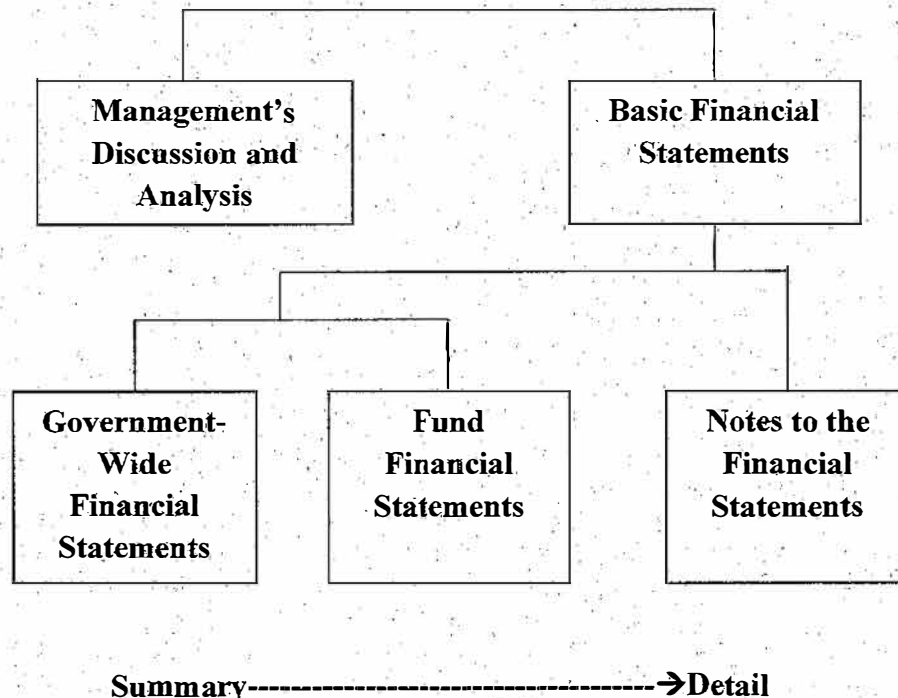 Management's
Discussion and
Analysis
Basic Financial
Statements
Government-
Wide
Financial
Statements
Fund
Financial
Statements
Notes to the
Financial
Statements
Summary------------------------------------→Detail